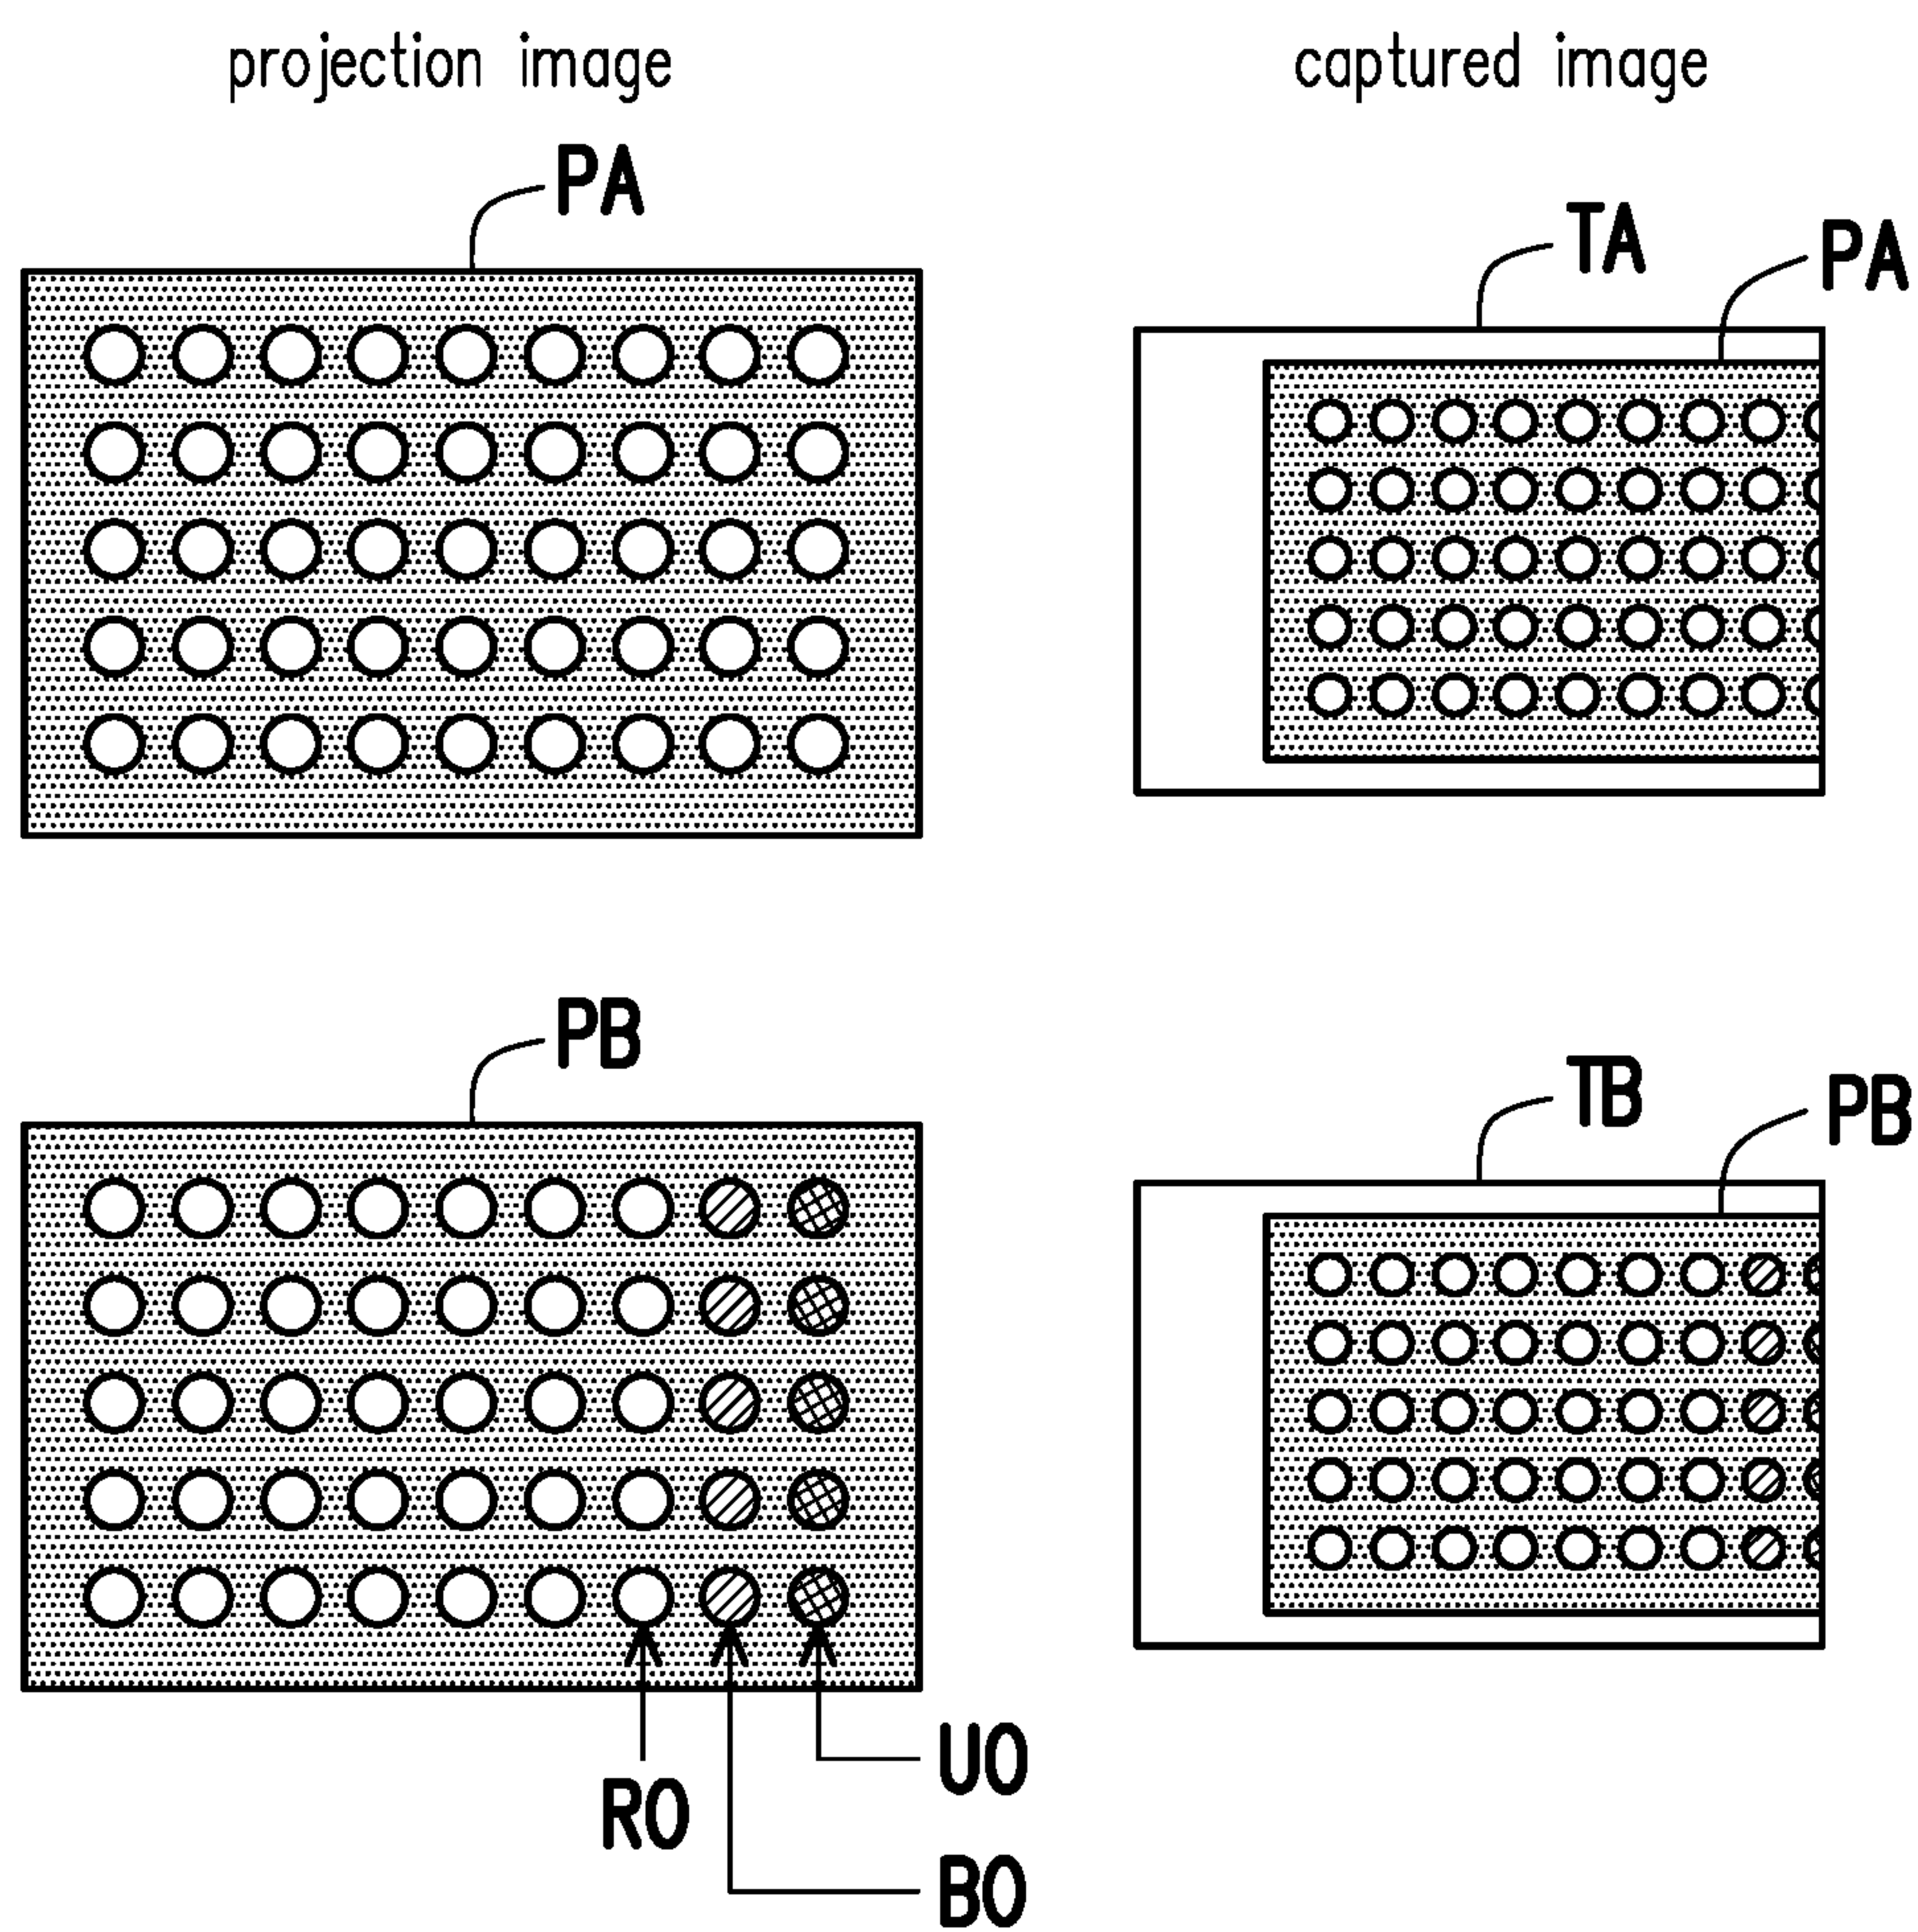 projection image
captured image
PA
TA
PA
PB
TB
PB
UO
RO
BO